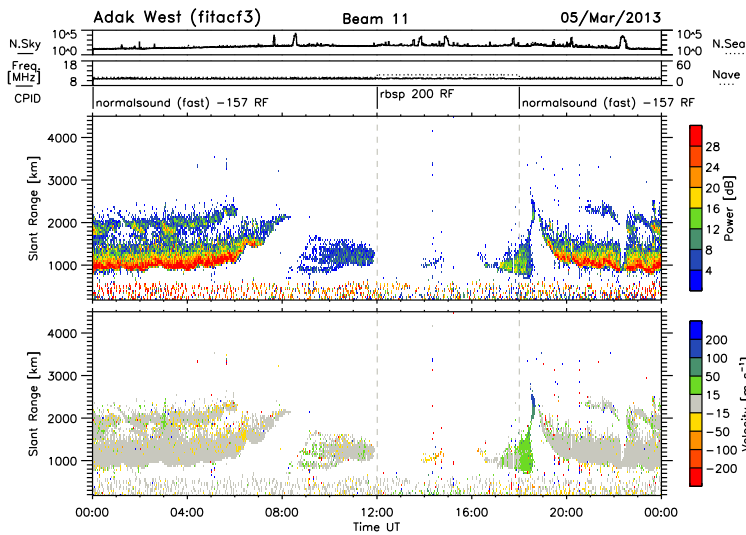 Adak West (fitacf3) Beam 11 05/Mar/2013
N.Sky 10^5 10^0 10^5 10^0 N.Sea
Freq. [MHz] 18 8 60 0 Nave
CPID normalsound (fast) -157 RF rbsp 200 RF normalsound (fast) -157 RF
Slant Range [km] 4000 3000 2000 1000
Power [dB] 28 24 20 16 12 8 4
Slant Range [km] 4000 3000 2000 1000
Velocity [m s^-1] 200 100 50 15 -15 -50 -100 -200
00:00 04:00 08:00 12:00 16:00 20:00 00:00
Time UT